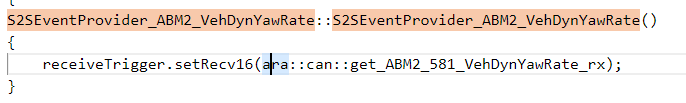 {
S2SEventProvider_ABM2_VehDynYawRate::S2SEventProvider_ABM2_VehDynYawRate()
{
    receiveTrigger.setRecv16(ara::can::get_ABM2_581_VehDynYawRate_rx);
}